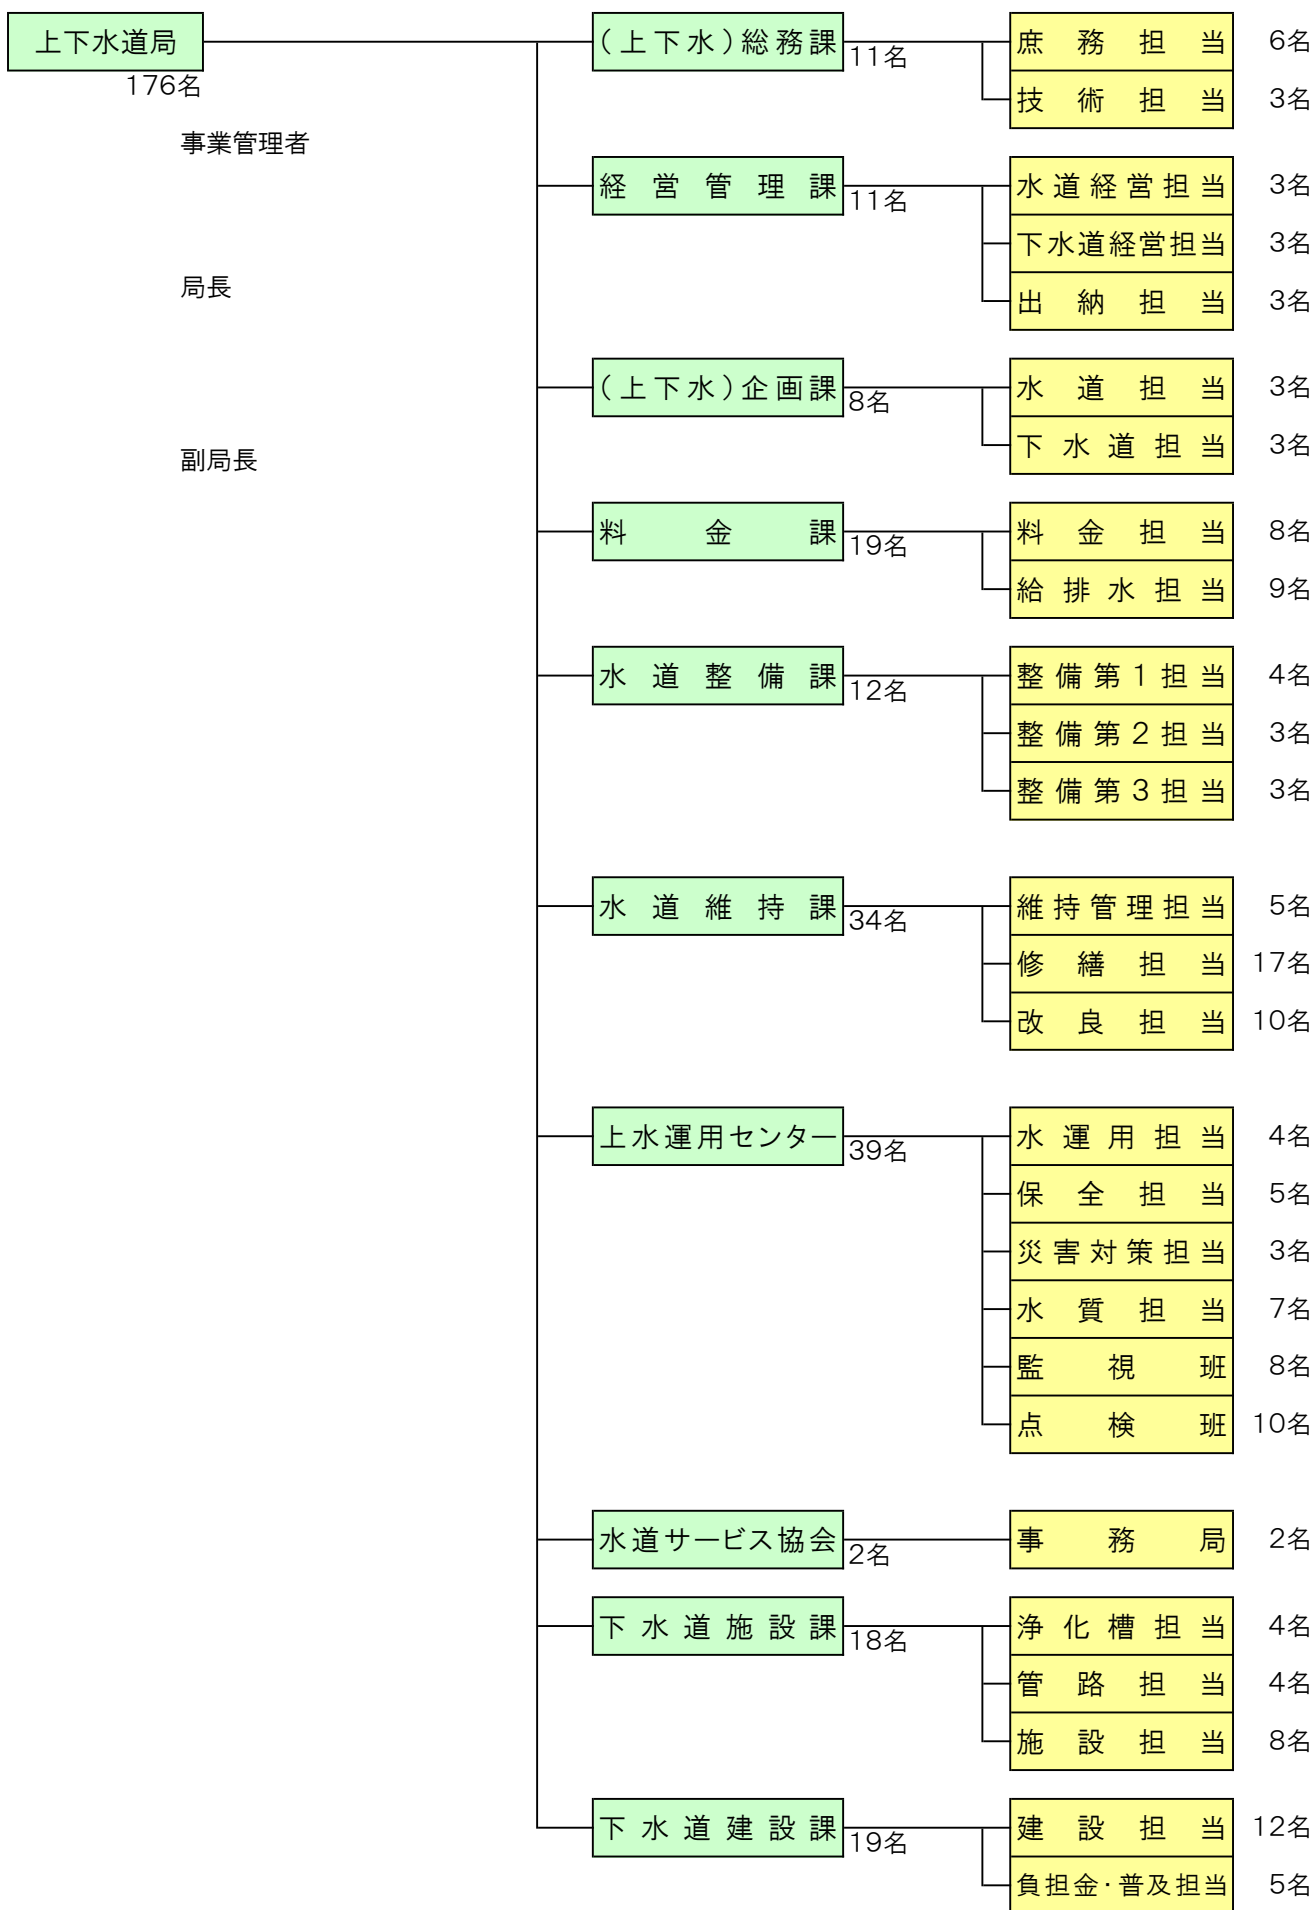 上下水道局
176名
事業管理者
局長
副局長
(上下水)総務課
11名
庶務担当 6名
技術担当 3名
経営管理課
11名
水道経営担当 3名
下水道経営担当 3名
出納担当 3名
(上下水)企画課
8名
水道担当 3名
下水道担当 3名
料金課
19名
料金担当 8名
給排水担当 9名
水道整備課
12名
整備第1担当 4名
整備第2担当 3名
整備第3担当 3名
水道維持課
34名
維持管理担当 5名
修繕担当 17名
改良担当 10名
上水運用センター
39名
水運用担当 4名
保全担当 5名
災害対策担当 3名
水質担当 7名
監視班 8名
点検班 10名
水道サービス協会
2名
事務局 2名
下水道施設課
18名
浄化槽担当 4名
管路担当 4名
施設担当 8名
下水道建設課
19名
建設担当 12名
負担金・普及担当 5名